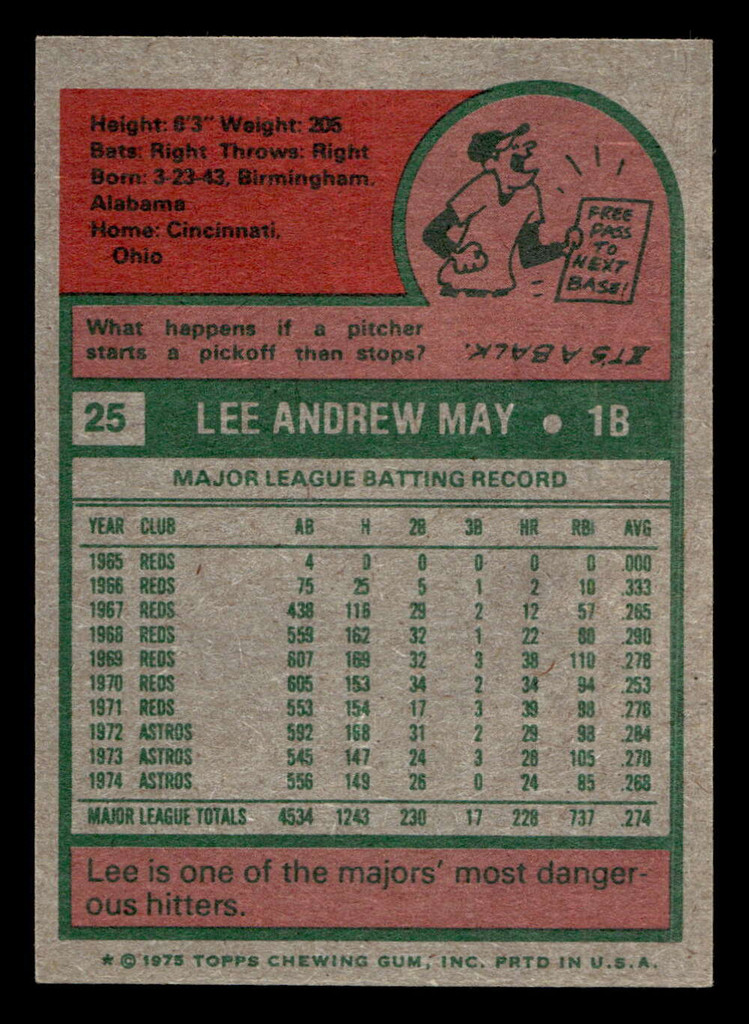 Height: 6'3" Weight: 205
Bats: Right Throws: Right
Born: 3-23-43, Birmingham,
Alabama
Home: Cincinnati,
Ohio
FREE
PASS
TO
NEXT
BASE!
What happens if a pitcher
starts a pickoff then stops?
IT'S A BALK.
25 LEE ANDREW MAY • 1B
MAJOR LEAGUE BATTING RECORD
YEAR CLUB AB H 2B 3B HR RBI AVG
1965 REDS 4 0 0 0 0 0 .000
1966 REDS 75 25 5 1 2 10 .333
1967 REDS 438 116 29 2 12 57 .265
1968 REDS 559 162 32 1 22 80 .290
1969 REDS 607 169 32 3 38 110 .278
1970 REDS 605 153 34 2 34 94 .253
1971 REDS 553 154 17 3 39 98 .278
1972 ASTROS 592 168 31 2 29 98 .284
1973 ASTROS 545 147 24 3 28 105 .270
1974 ASTROS 556 149 26 0 24 85 .268
MAJOR LEAGUE TOTALS 4534 1243 230 17 228 737 .274
Lee is one of the majors' most danger-
ous hitters.
* © 1975 TOPPS CHEWING GUM, INC. PRTD IN U.S.A.